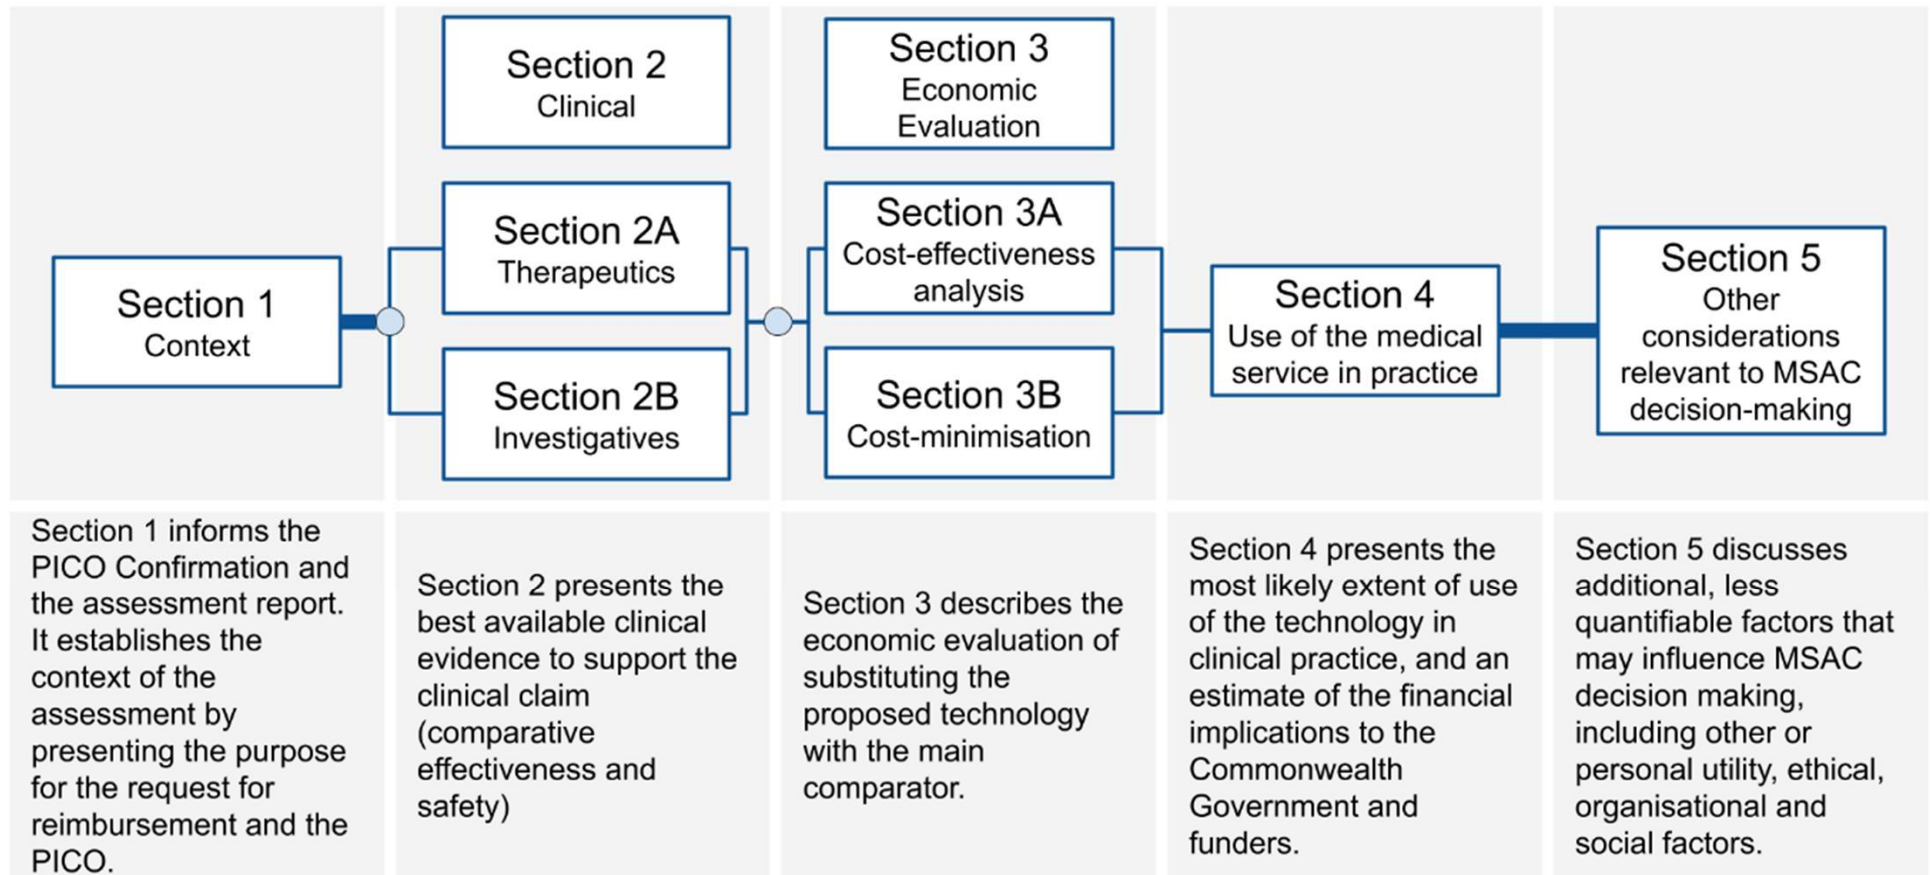 Section 1
Context
Section 2
Clinical
Section 2A
Therapeutics
Section 2B
Investigatives
Section 3
Economic
Evaluation
Section 3A
Cost-effectiveness
analysis
Section 3B
Cost-minimisation
Section 4
Use of the medical
service in practice
Section 5
Other
considerations
relevant to MSAC
decision-making
Section 1 informs the
PICO Confirmation and
the assessment report.
It establishes the
context of the
assessment by
presenting the purpose
for the request for
reimbursement and the
PICO.
Section 2 presents the
best available clinical
evidence to support the
clinical claim
(comparative
effectiveness and
safety)
Section 3 describes the
economic evaluation of
substituting the
proposed technology
with the main
comparator.
Section 4 presents the
most likely extent of use
of the technology in
clinical practice, and an
estimate of the financial
implications to the
Commonwealth
Government and
funders.
Section 5 discusses
additional, less
quantifiable factors that
may influence MSAC
decision making,
including other or
personal utility, ethical,
organisational and
social factors.